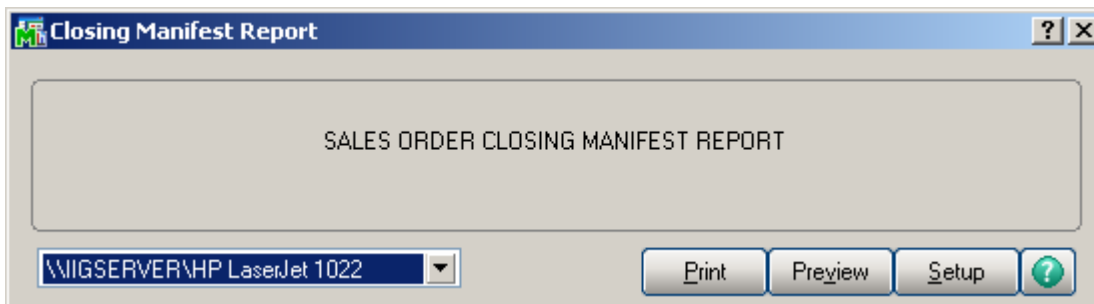 Closing Manifest Report
SALES ORDER CLOSING MANIFEST REPORT
\\IIGSERVER\HP LaserJet 1022
Print Preview Setup